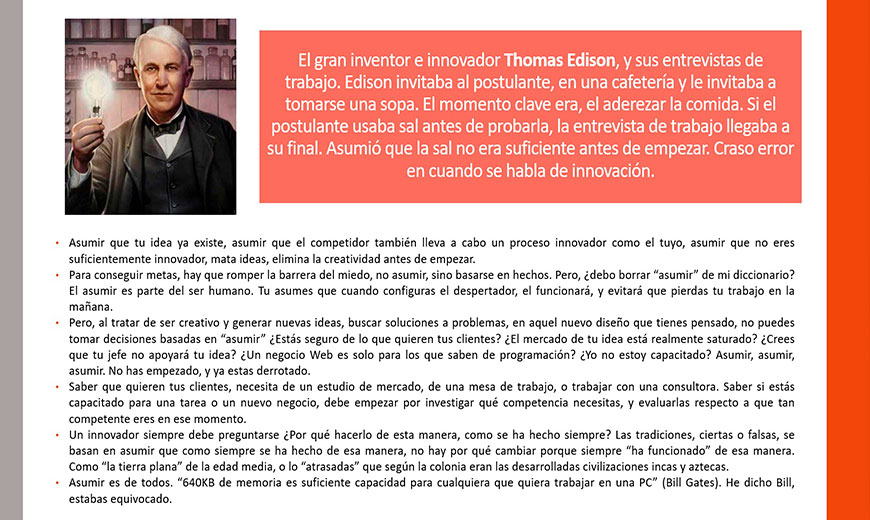 El gran inventor e innovador Thomas Edison, y sus entrevistas de
trabajo. Edison invitaba al postulante, en una cafetería y le invitaba a
tomarse una sopa. El momento clave era, el aderezar la comida. Si el
postulante usaba sal antes de probarla, la entrevista de trabajo llegaba a
su final. Asumió que la sal no era suficiente antes de empezar. Craso error
en cuando se habla de innovación.
• Asumir que tu idea ya existe, asumir que el competidor también lleva a cabo un proceso innovador como el tuyo, asumir que no eres
suficientemente innovador, mata ideas, elimina la creatividad antes de empezar.
• Para conseguir metas, hay que romper la barrera del miedo, no asumir, sino basarse en hechos. Pero, ¿debo borrar “asumir” de mi diccionario?
El asumir es parte del ser humano. Tu asumes que cuando configuras el despertador, el funcionará, y evitará que pierdas tu trabajo en la
mañana.
• Pero, al tratar de ser creativo y generar nuevas ideas, buscar soluciones a problemas, en aquel nuevo diseño que tienes pensado, no puedes
tomar decisiones basadas en “asumir” ¿Estás seguro de lo que quieren tus clientes? ¿El mercado de tu idea está realmente saturado? ¿Crees
que tu jefe no apoyará tu idea? ¿Un negocio Web es solo para los que saben de programación? ¿Yo no estoy capacitado? Asumir, asumir,
asumir. No has empezado, y ya estas derrotado.
• Saber que quieren tus clientes, necesita de un estudio de mercado, de una mesa de trabajo, o trabajar con una consultora. Saber si estás
capacitado para una tarea o un nuevo negocio, debe empezar por investigar qué competencia necesitas, y evaluarlas respecto a que tan
competente eres en ese momento.
• Un innovador siempre debe preguntarse ¿Por qué hacerlo de esta manera, como se ha hecho siempre? Las tradiciones, ciertas o falsas, se
basan en asumir que como siempre se ha hecho de esa manera, no hay por qué cambiar porque siempre “ha funcionado” de esa manera.
Como “la tierra plana” de la edad media, o lo “atrasadas” que según la colonia eran las desarrolladas civilizaciones incas y aztecas.
• Asumir es de todos. “640KB de memoria es suficiente capacidad para cualquiera que quiera trabajar en una PC” (Bill Gates). He dicho Bill,
estabas equivocado.